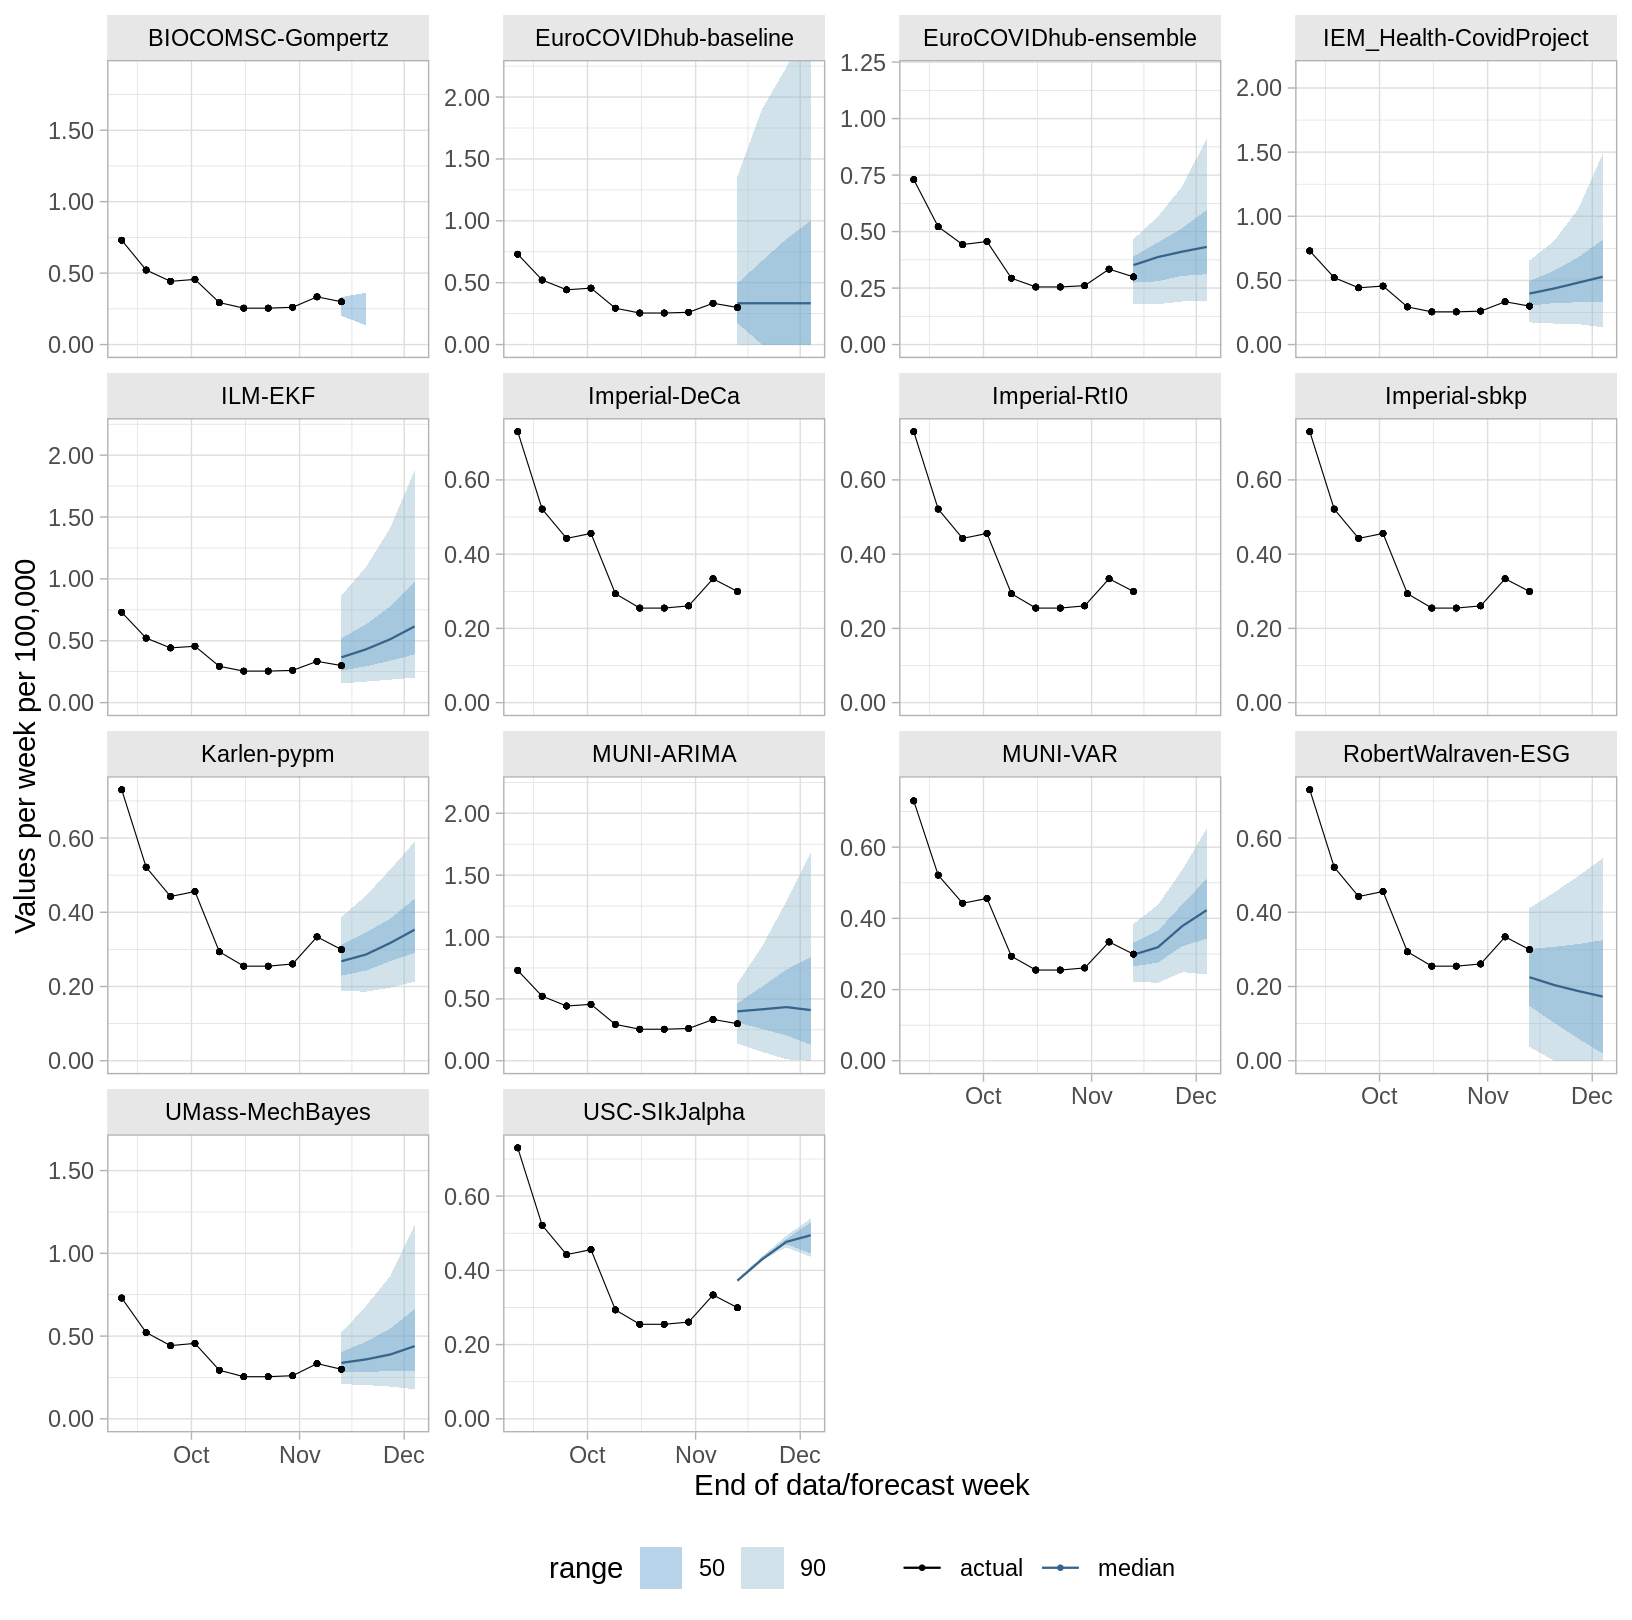 BIOCOMSC-Gompertz
EuroCOVIDhub-baseline
EuroCOVIDhub-ensemble
IEM_Health-CovidProject
1.50
1.00
0.50
0.00
2.00
1.50
1.00
0.50
0.00
1.25
1.00
0.75
0.50
0.25
0.00
2.00
1.50
1.00
0.50
0.00
ILM-EKF
Imperial-DeCa
Imperial-RtI0
Imperial-sbkp
2.00
1.50
1.00
0.50
0.00
0.60
0.40
0.20
0.00
0.60
0.40
0.20
0.00
0.60
0.40
0.20
0.00
Values per week per 100,000
Karlen-pypm
MUNI-ARIMA
MUNI-VAR
RobertWalraven-ESG
0.60
0.40
0.20
0.00
2.00
1.50
1.00
0.50
0.00
0.60
0.40
0.20
0.00
0.60
0.40
0.20
0.00
Oct Nov Dec
Oct Nov Dec
UMass-MechBayes
USC-SIkJalpha
1.50
1.00
0.50
0.00
0.60
0.40
0.20
0.00
Oct Nov Dec
Oct Nov Dec
End of data/forecast week
range 50 90 actual median